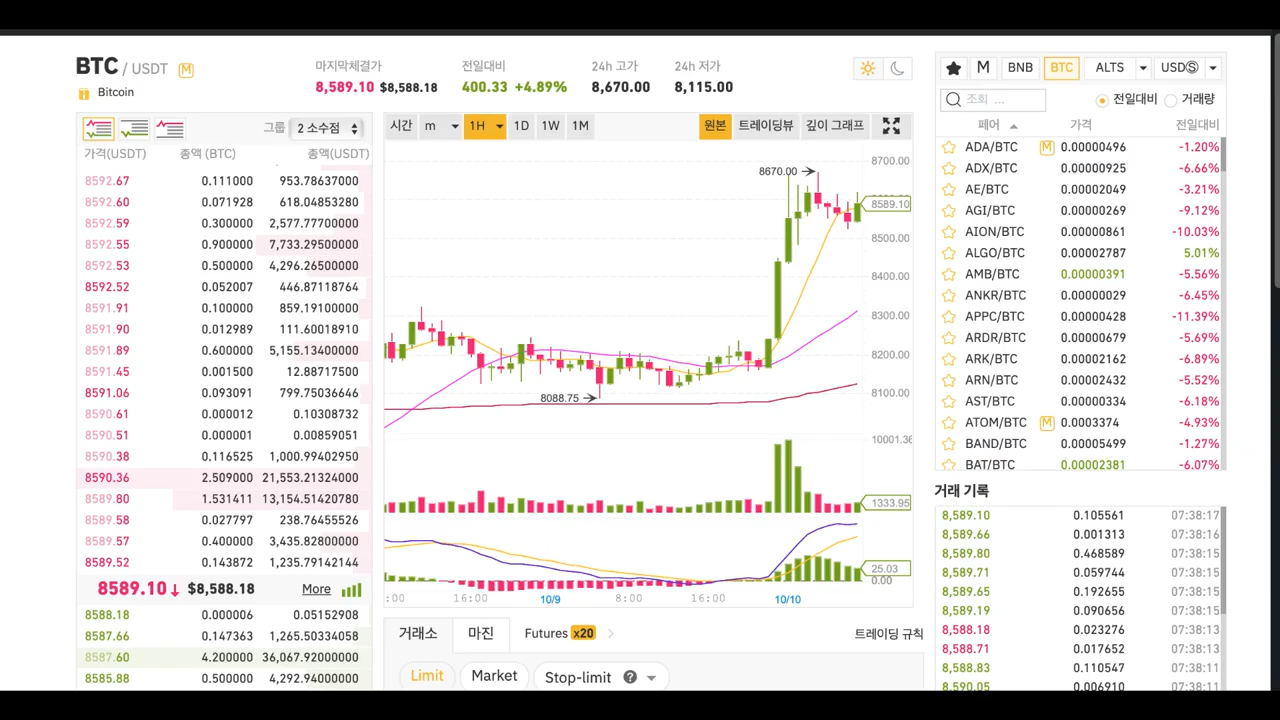 BTC / USDT M
Bitcoin
마지막체결가
8,589.10 $8,588.18
전일대비
400.33 +4.89%
24h 고가
8,670.00
24h 저가
8,115.00
그룹 2 소수점
가격(USDT) 총액 (BTC) 총액(USDT)
8592.67 0.111000 953.78637000
8592.60 0.071928 618.04853280
8592.59 0.300000 2,577.77700000
8592.55 0.900000 7,733.29500000
8592.53 0.500000 4,296.26500000
8592.52 0.052007 446.87118764
8591.91 0.100000 859.19100000
8591.90 0.012989 111.60018910
8591.89 0.600000 5,155.13400000
8591.45 0.001500 12.88717500
8591.06 0.093091 799.75036646
8590.61 0.000012 0.10308732
8590.51 0.000001 0.00859051
8590.38 0.116525 1,000.99402950
8590.36 2.509000 21,553.21324000
8589.80 1.531411 13,154.51420780
8589.58 0.027797 238.76455526
8589.57 0.400000 3,435.82800000
8589.52 0.143872 1,235.79142144
8589.10↓ $8,588.18 More
8588.18 0.000006 0.05152908
8587.66 0.147363 1,265.50334058
8587.60 4.200000 36,067.92000000
8585.88 0.500000 4,292.94000000
시간 m 1H 1D 1W 1M
원본 트레이딩뷰 깊이 그래프
8700.00
8670.00
8589.10
8500.00
8400.00
8300.00
8200.00
8100.00
8088.75
10001.36
1333.95
25.03
0.00
:00 16:00 10/9 8:00 16:00 10/10
거래소 마진 Futures x20
트레이딩 규칙
Limit Market Stop-limit ?
M BNB BTC ALTS USDⓈ
조회 ...
전일대비 거래량
페어 가격 전일대비
ADA/BTC M 0.00000496 -1.20%
ADX/BTC 0.00000925 -6.66%
AE/BTC 0.00002049 -3.21%
AGI/BTC 0.00000269 -9.12%
AION/BTC 0.00000861 -10.03%
ALGO/BTC 0.00002787 5.01%
AMB/BTC 0.00000391 -5.56%
ANKR/BTC 0.00000029 -6.45%
APPC/BTC 0.00000428 -11.39%
ARDR/BTC 0.00000679 -5.69%
ARK/BTC 0.00002162 -6.89%
ARN/BTC 0.00002432 -5.52%
AST/BTC 0.00000334 -6.18%
ATOM/BTC M 0.0003374 -4.93%
BAND/BTC 0.00005499 -1.27%
BAT/BTC 0.00002381 -6.07%
거래 기록
8,589.10 0.105561 07:38:17
8,589.66 0.001313 07:38:16
8,589.80 0.468589 07:38:15
8,589.71 0.059744 07:38:15
8,589.65 0.192655 07:38:15
8,589.19 0.090656 07:38:15
8,588.18 0.023276 07:38:13
8,588.71 0.017652 07:38:13
8,588.83 0.110547 07:38:11
8,590.05 0.006910 07:38:11